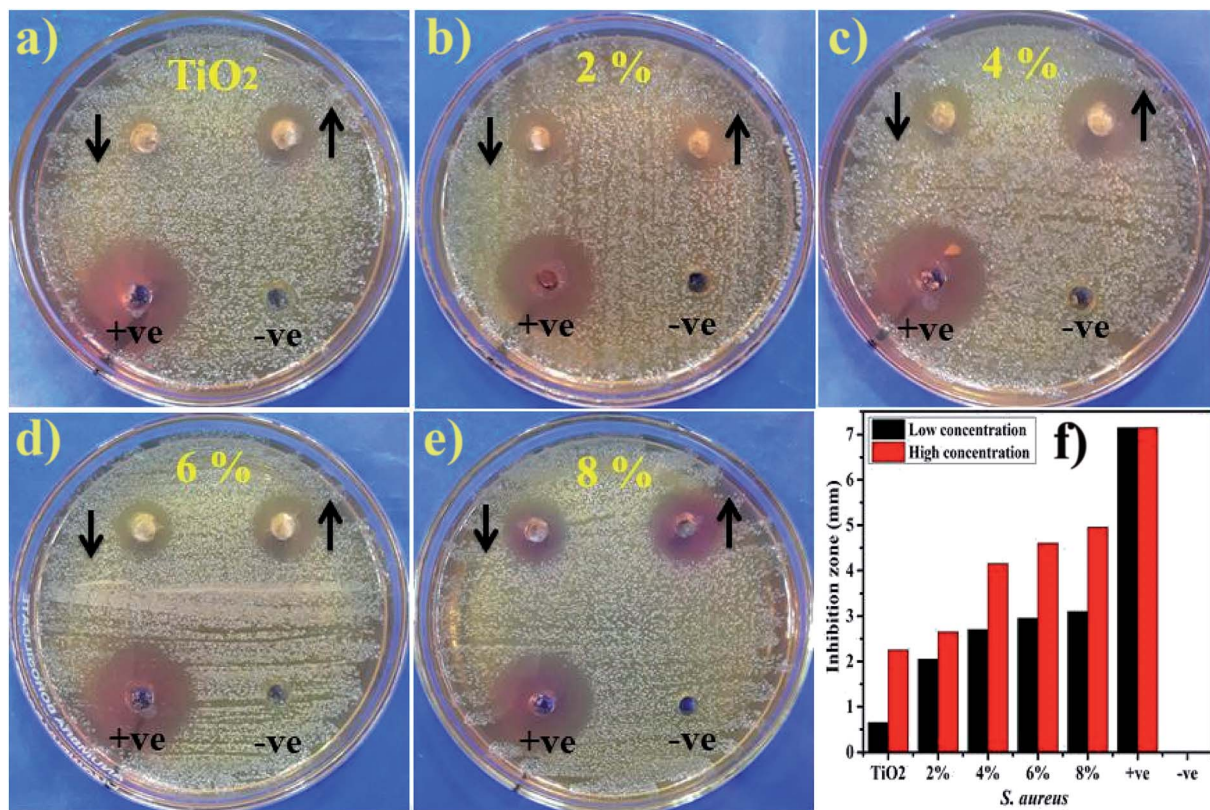 a)
TiO2
+ve
-ve
b)
2 %
+ve
-ve
c)
4 %
+ve
-ve
d)
6 %
+ve
-ve
e)
8 %
+ve
-ve
f)
Low concentration
High concentration
Inhibition zone (mm)
7
6
5
4
3
2
1
0
TiO2 2% 4% 6% 8% +ve -ve
S. aureus